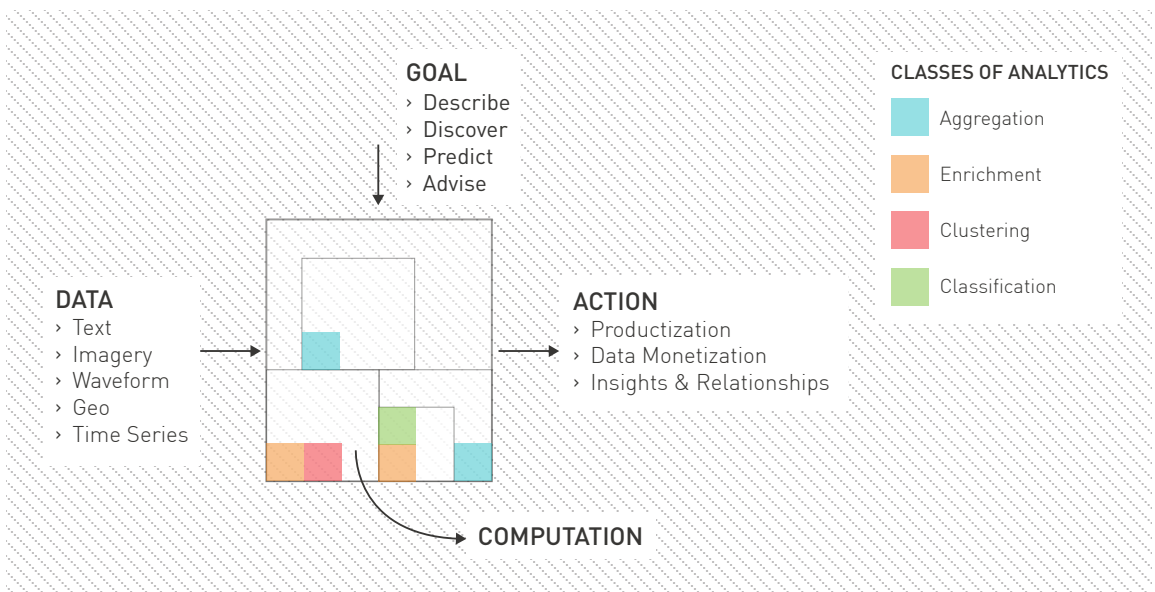 GOAL
› Describe
› Discover
› Predict
› Advise
CLASSES OF ANALYTICS
Aggregation
Enrichment
Clustering
Classification
DATA
› Text
› Imagery
› Waveform
› Geo
› Time Series
ACTION
› Productization
› Data Monetization
› Insights & Relationships
COMPUTATION